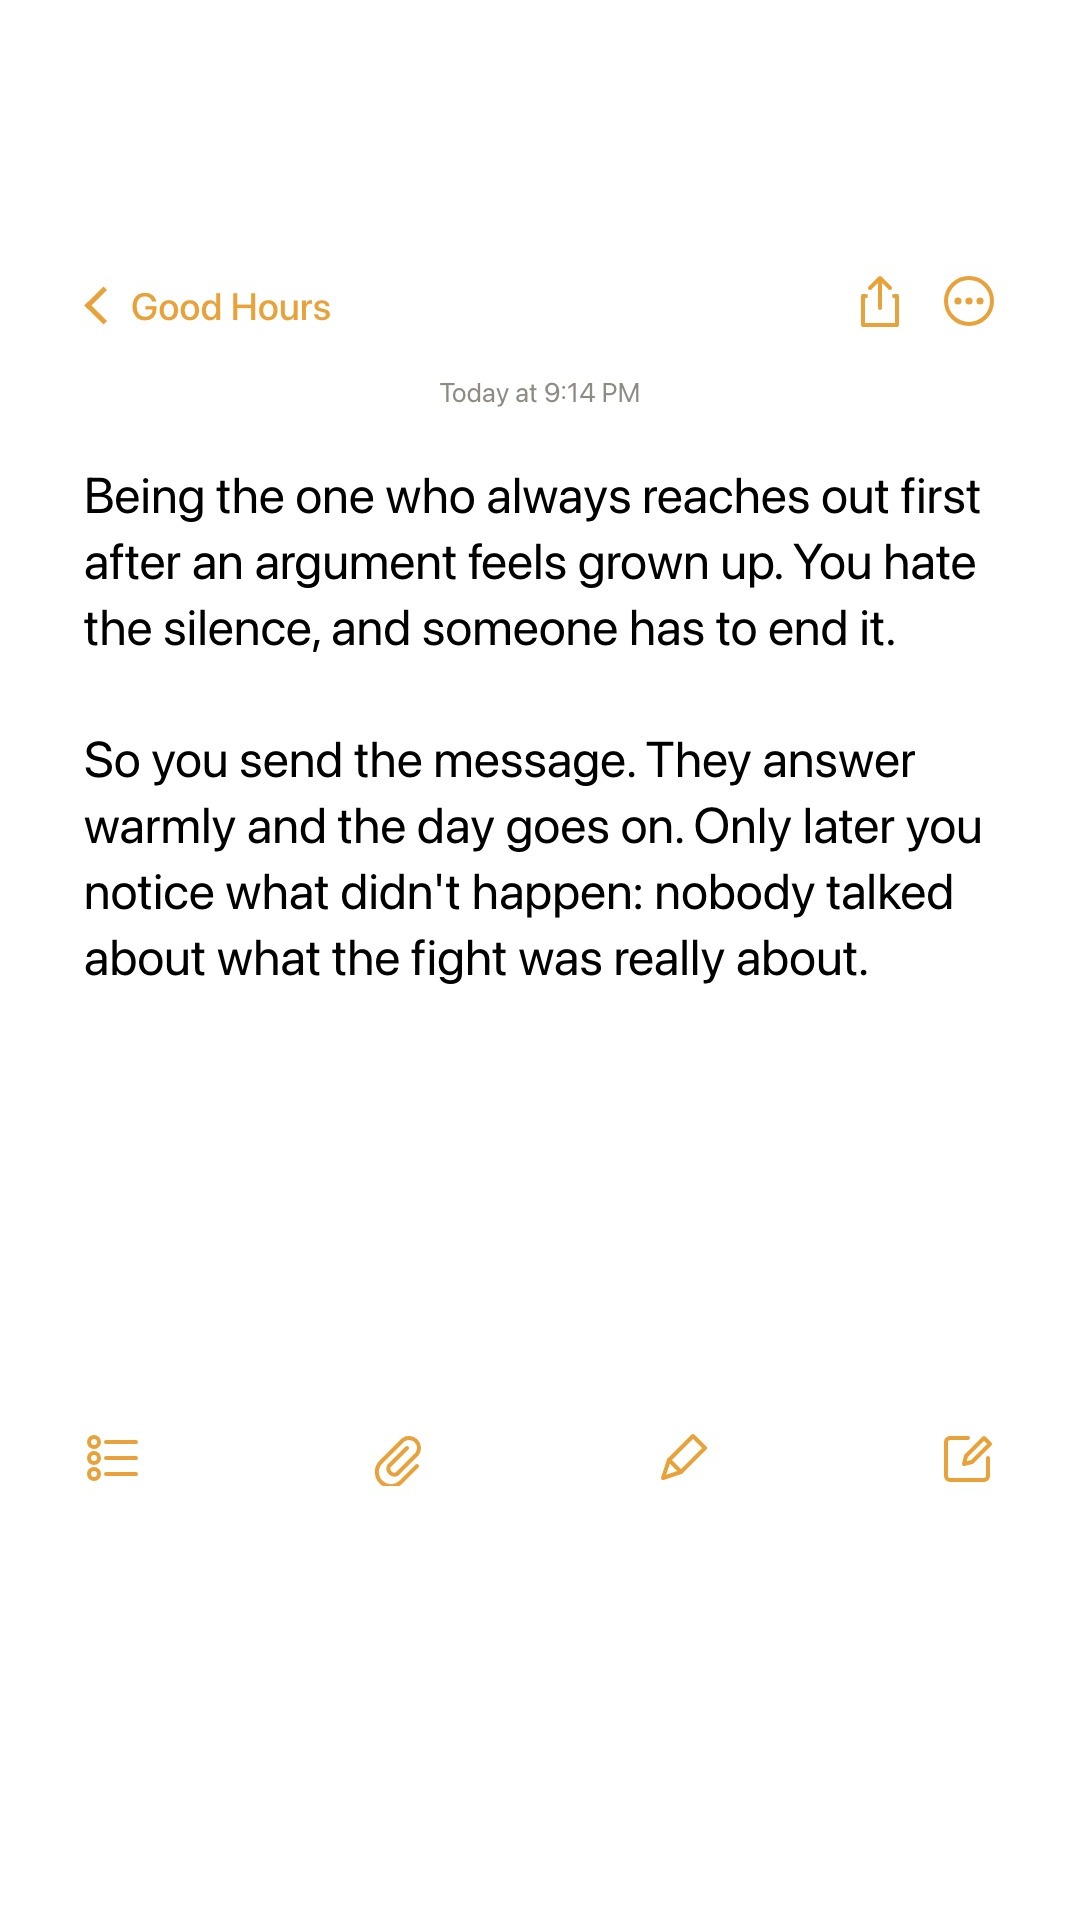 Good Hours
Today at 9:14 PM
Being the one who always reaches out first
after an argument feels grown up. You hate
the silence, and someone has to end it.
So you send the message. They answer
warmly and the day goes on. Only later you
notice what didn't happen: nobody talked
about what the fight was really about.